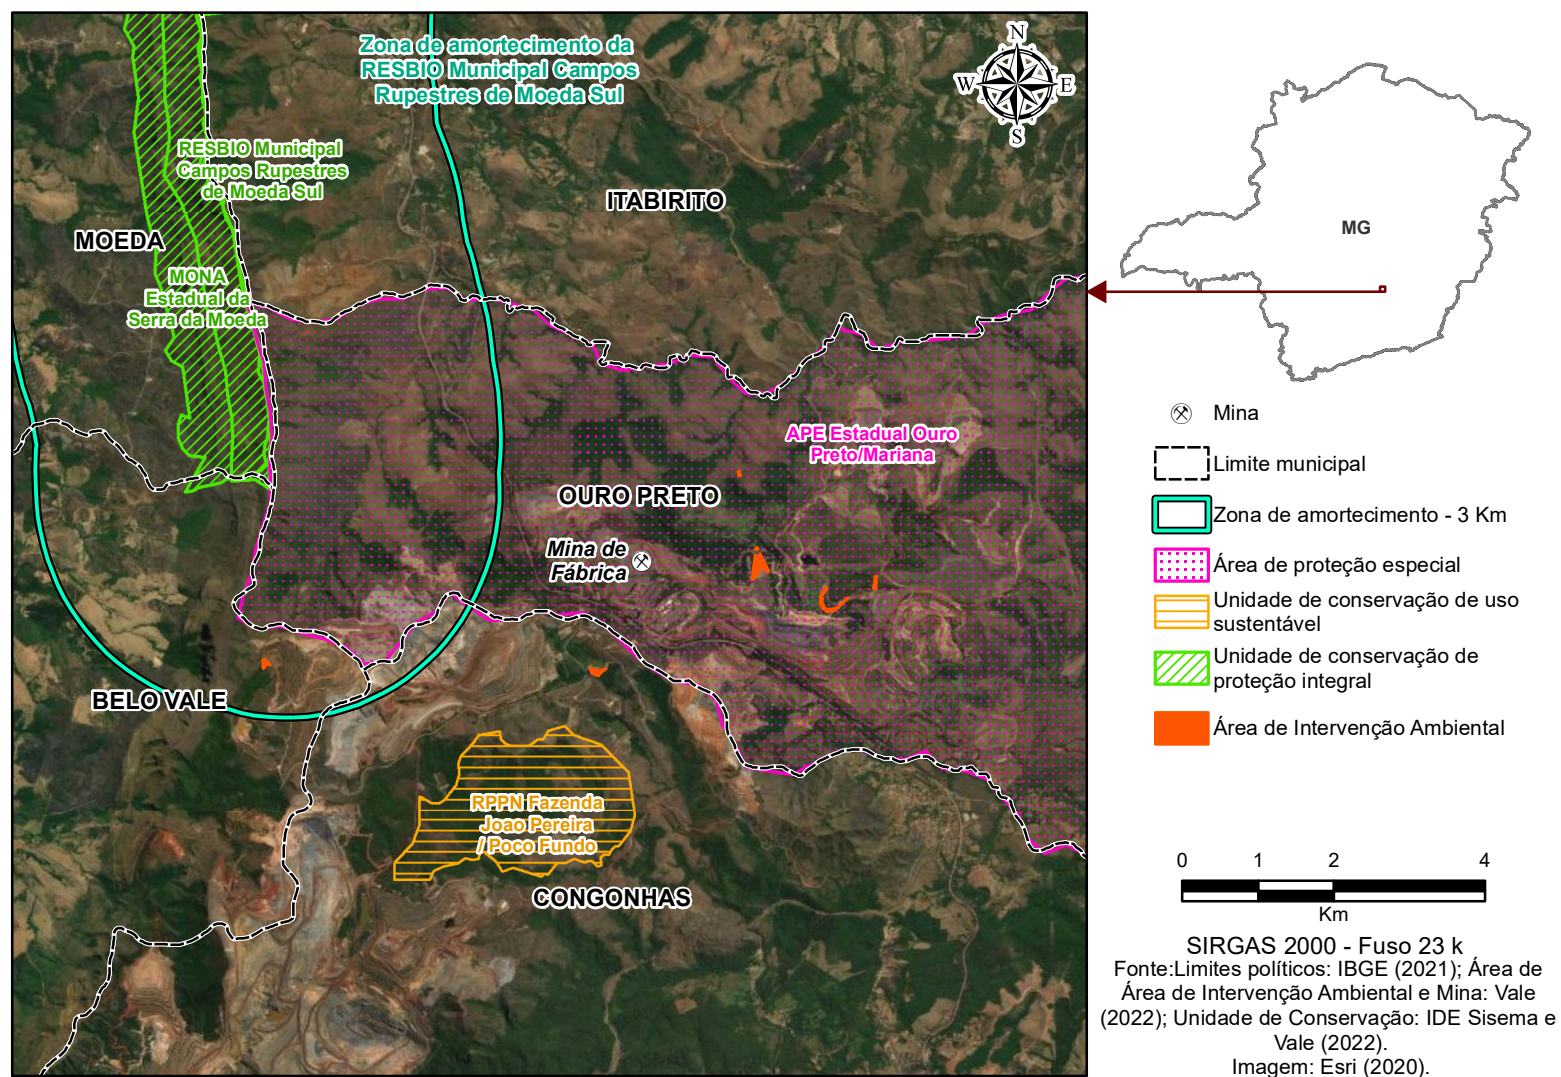 Zona de amortecimento da
RESBIO Municipal Campos
Rupestres de Moeda Sul
N
W
E
S
RESBIO Municipal
Campos Rupestres
de Moeda Sul
ITABIRITO
MOEDA
MONA
Estadual da
Serra da Moeda
APE Estadual Ouro
Preto/Mariana
OURO PRETO
Mina de
Fábrica
BELO VALE
RPPN Fazenda
Joao Pereira
/ Poco Fundo
CONGONHAS
MG
Mina
Limite municipal
Zona de amortecimento - 3 Km
Área de proteção especial
Unidade de conservação de uso
sustentável
Unidade de conservação de
proteção integral
Área de Intervenção Ambiental
0 1 2 4
Km
SIRGAS 2000 - Fuso 23 k
Fonte:Limites políticos: IBGE (2021); Área de
Área de Intervenção Ambiental e Mina: Vale
(2022); Unidade de Conservação: IDE Sisema e
Vale (2022).
Imagem: Esri (2020).